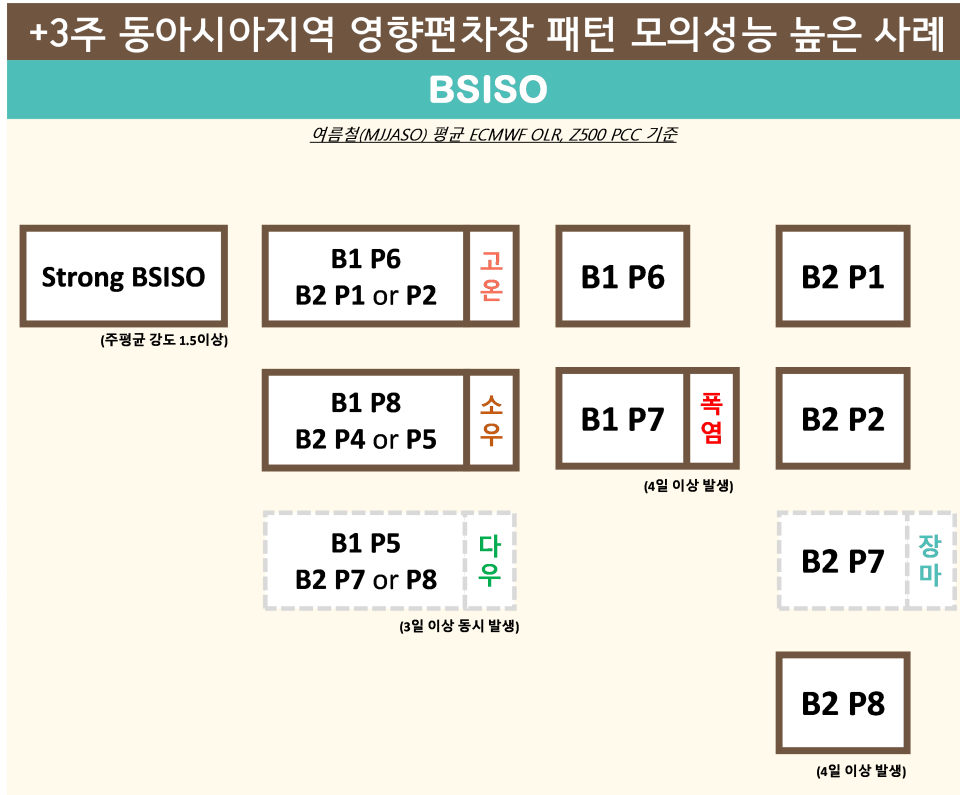 +3주 동아시아지역 영향편차장 패턴 모의성능 높은 사례
BSISO
여름철(MJJASO) 평균 ECMWF OLR, Z500 PCC 기준
Strong BSISO
(주평균 강도 1.5이상)
B1 P6
B2 P1 or P2
고온
B1 P8
B2 P4 or P5
소우
B1 P5
B2 P7 or P8
다우
(3일 이상 동시 발생)
B1 P6
B1 P7
폭염
(4일 이상 발생)
B2 P1
B2 P2
B2 P7
장마
B2 P8
(4일 이상 발생)